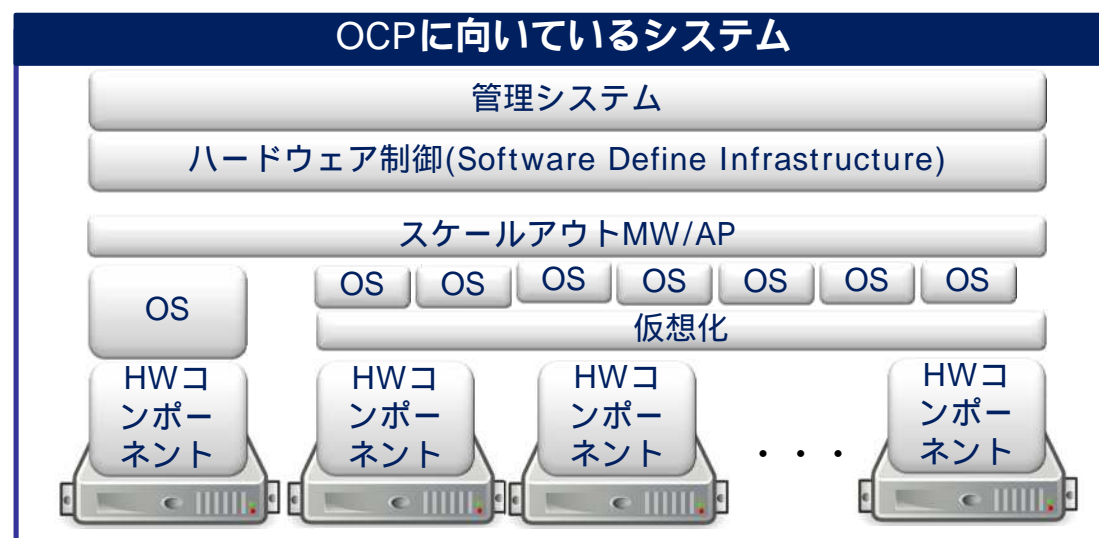 OCPに向いているシステム
管理システム
ハードウェア制御(Software Define Infrastructure)
スケールアウトMW/AP
OS
OS
OS
OS
OS
OS
OS
OS
仮想化
HWコ
ンポー
ネント
HWコ
ンポー
ネント
HWコ
ンポー
ネント
・・・
HWコ
ンポー
ネント